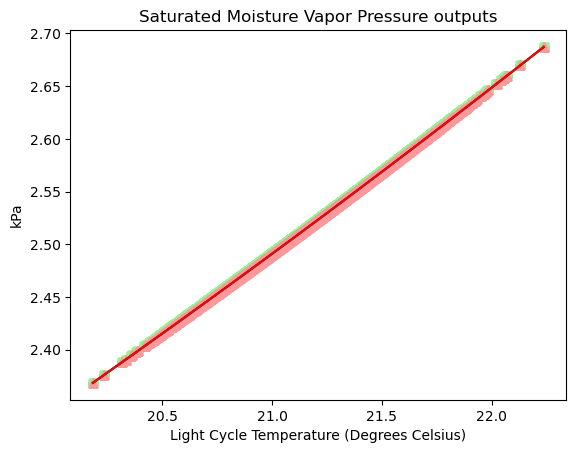 Saturated Moisture Vapor Pressure outputs
2.70
2.65
2.60
2.55
2.50
2.45
2.40
kPa
20.5 21.0 21.5 22.0
Light Cycle Temperature (Degrees Celsius)